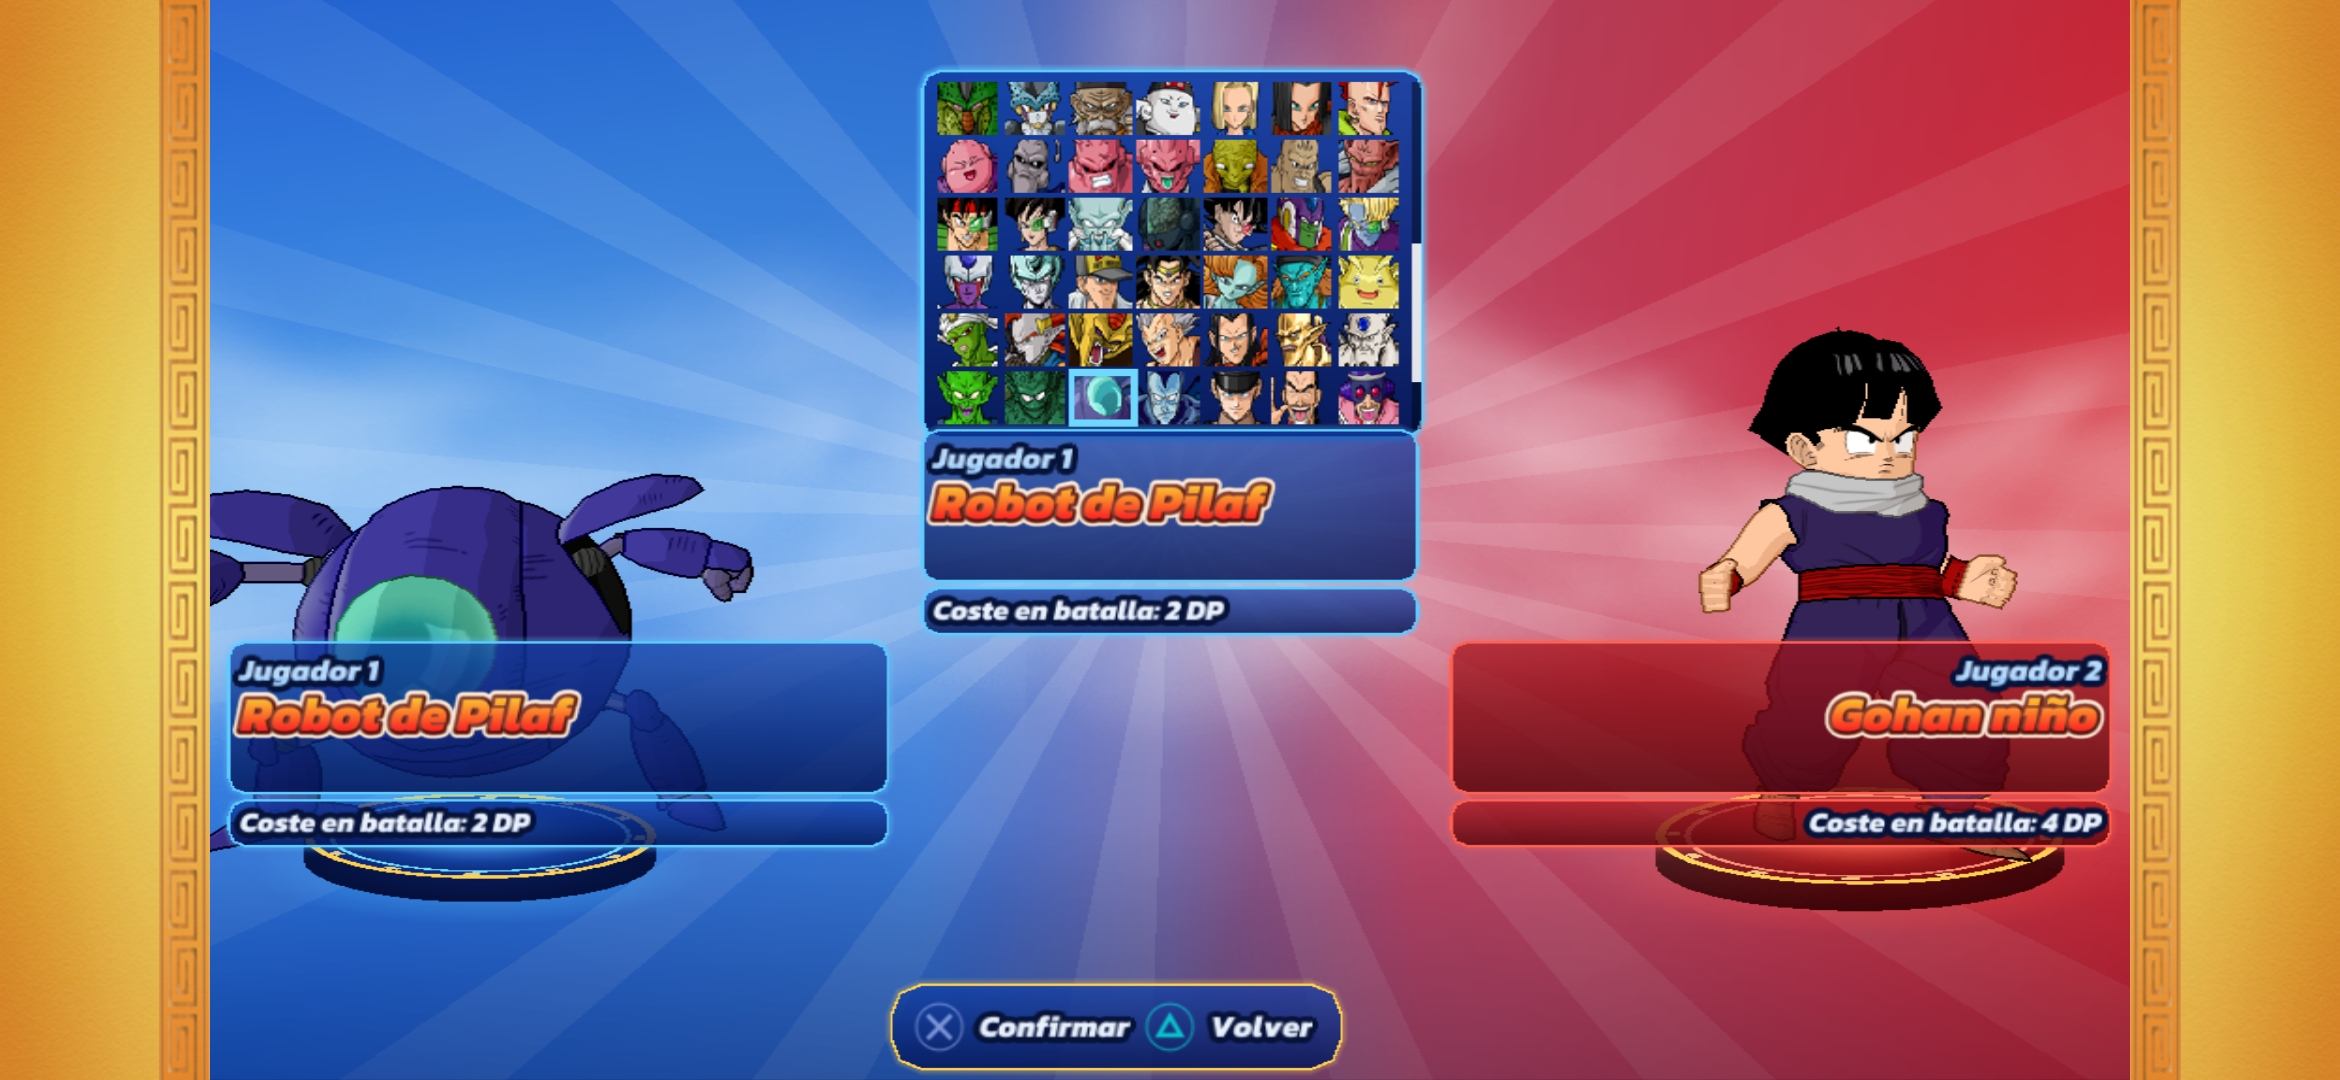 Jugador 1
Robot de Pilaf
Coste en batalla: 2 DP
Jugador 1
Robot de Pilaf
Coste en batalla: 2 DP
Jugador 2
Gohan niño
Coste en batalla: 4 DP
Confirmar Volver